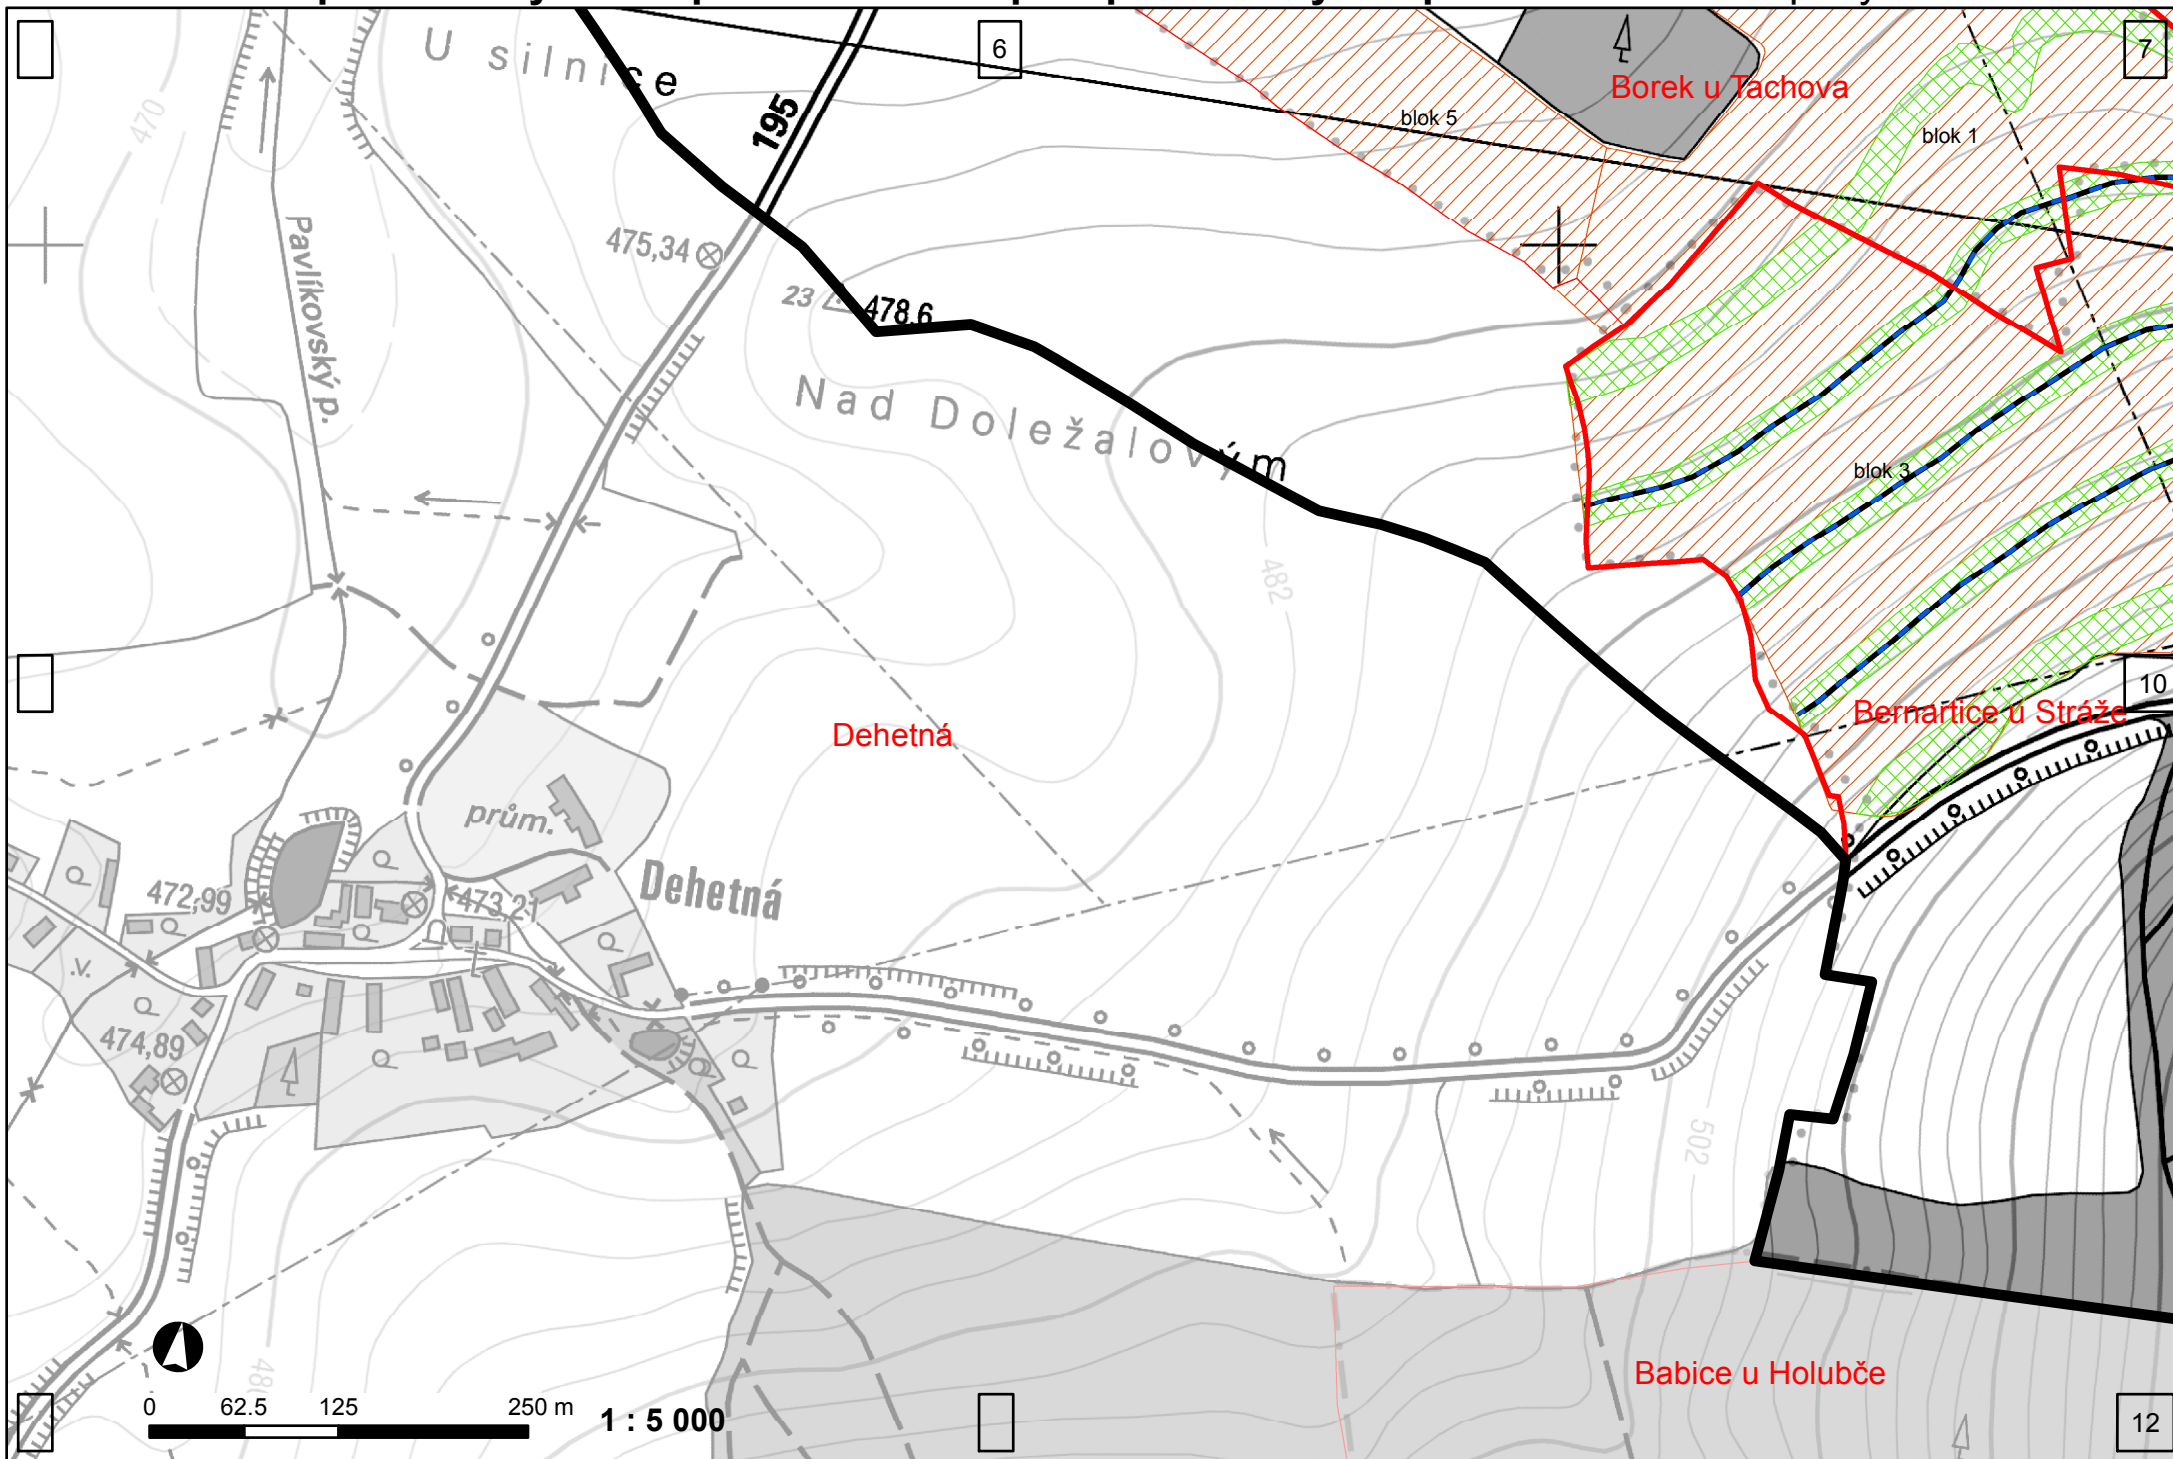 6
7
U silnice
470
195
Borek u Tachova
blok 5
blok 1
Pavlíkovský p.
475,34
23
478,6
Nad Doležalovým
blok 3
482
10
Bernartice u Stráže
Dehetná
prům.
Dehetná
472,99
473,21
.v.
474,89
502
Babice u Holubče
0 62.5 125 250 m
1 : 5 000
12